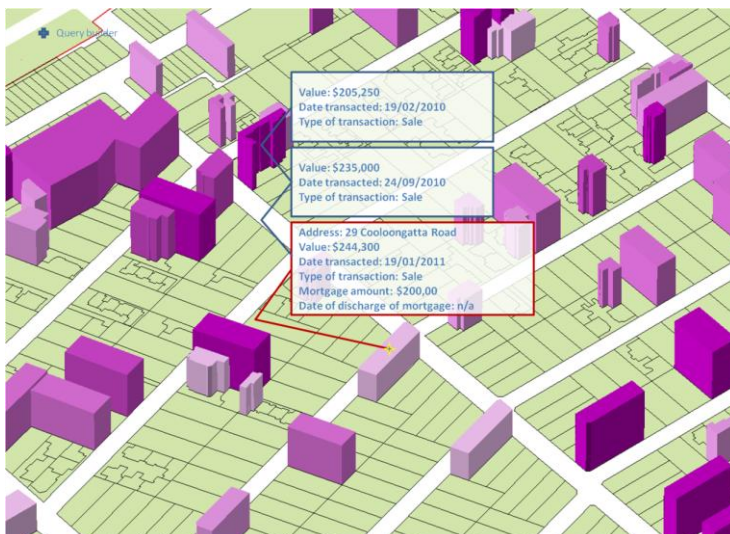 Query builder
Value: $205,250
Date transacted: 19/02/2010
Type of transaction: Sale
Value: $235,000
Date transacted: 24/09/2010
Type of transaction: Sale
Address: 29 Cooloongatta Road
Value: $244,300
Date transacted: 19/01/2011
Type of transaction: Sale
Mortgage amount: $200,00
Date of discharge of mortgage: n/a